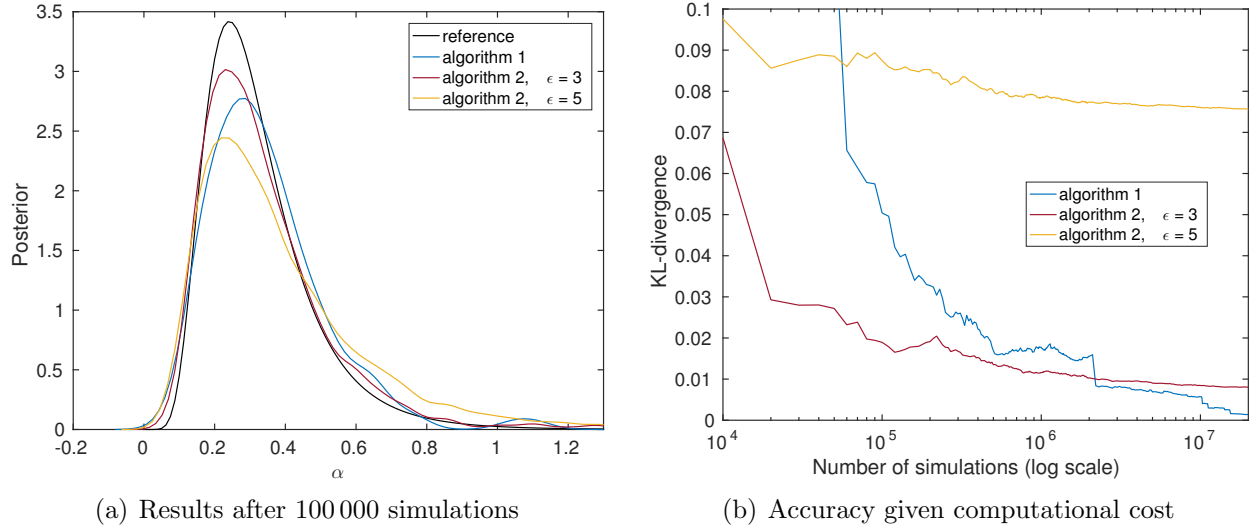 3.5
3
2.5
2
1.5
1
0.5
0
Posterior
-0.2
0
0.2
0.4
0.6
0.8
1
1.2
α
reference
algorithm 1
algorithm 2, ϵ = 3
algorithm 2, ϵ = 5
(a) Results after 100 000 simulations
0.1
0.09
0.08
0.07
0.06
0.05
0.04
0.03
0.02
0.01
0
KL-divergence
10^4
10^5
10^6
10^7
Number of simulations (log scale)
algorithm 1
algorithm 2, ϵ = 3
algorithm 2, ϵ = 5
(b) Accuracy given computational cost